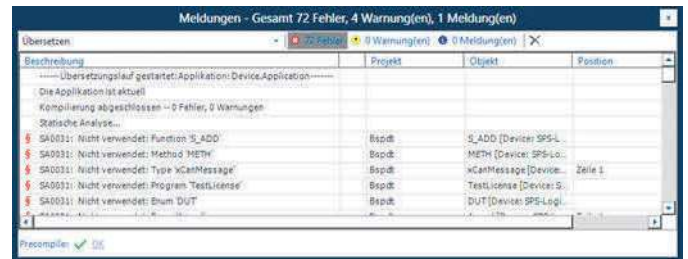 Meldungen - Gesamt 72 Fehler, 4 Warnung(en), 1 Meldung(en)
Übersetzen 72 Fehler 0 Warnung(en) 0 Meldung(en)
Beschreibung Projekt Objekt Position
------Übersetzungslauf gestartet: Applikation: Device.Application-------
Die Applikation ist aktuell
Kompilierung abgeschlossen -- 0 Fehler, 0 Warnungen
Statische Analyse...
SA0031: Nicht verwendet: Function 'S_ADD' Bspdt S_ADD [Device: SPS-L...
SA0031: Nicht verwendet: Method 'METH' Bspdt METH [Device: SPS-Lo...
SA0031: Nicht verwendet: Type 'xCanMessage' Bspdt xCanMessage [Device... Zeile 1
SA0031: Nicht verwendet: Program 'TestLicense' Bspdt TestLicense [Device: S...
SA0031: Nicht verwendet: Enum 'DUT' Bspdt DUT [Device: SPS-Logi...
Precompile: OK